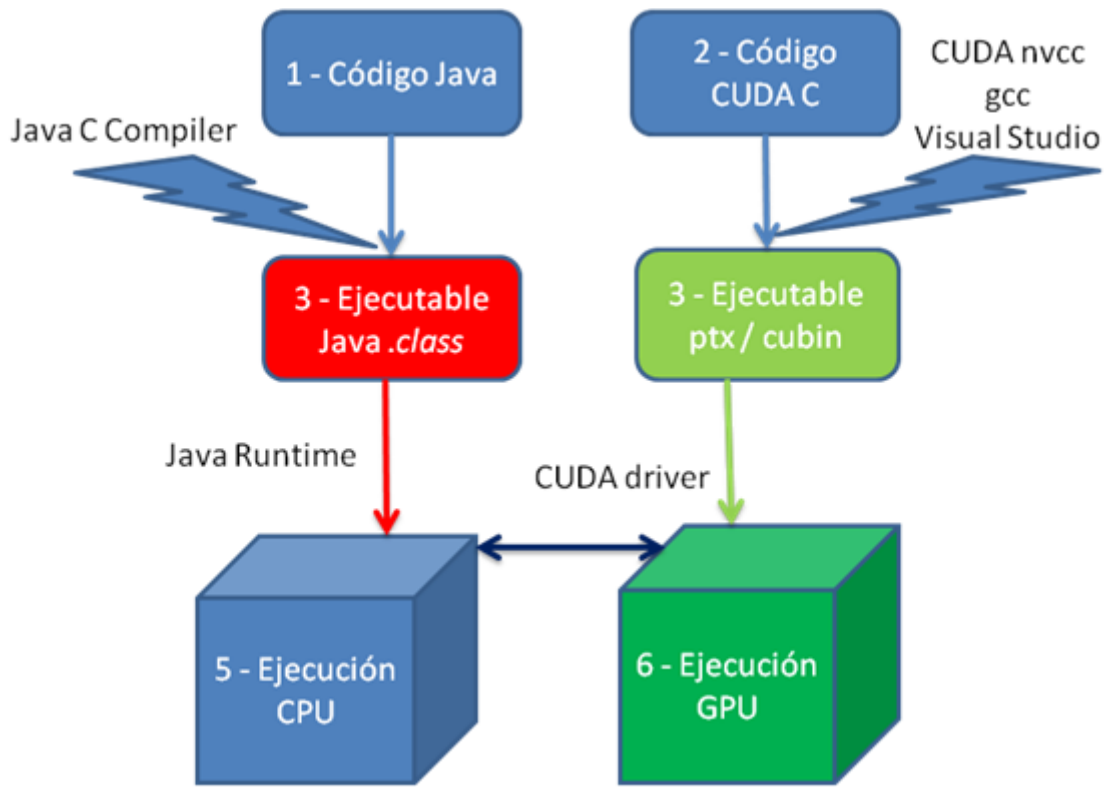 1 - Código Java
2 - Código
CUDA C
CUDA nvcc
gcc
Visual Studio
Java C Compiler
3 - Ejecutable
Java .class
3 - Ejecutable
ptx / cubin
Java Runtime
CUDA driver
5 - Ejecución
CPU
6 - Ejecución
GPU